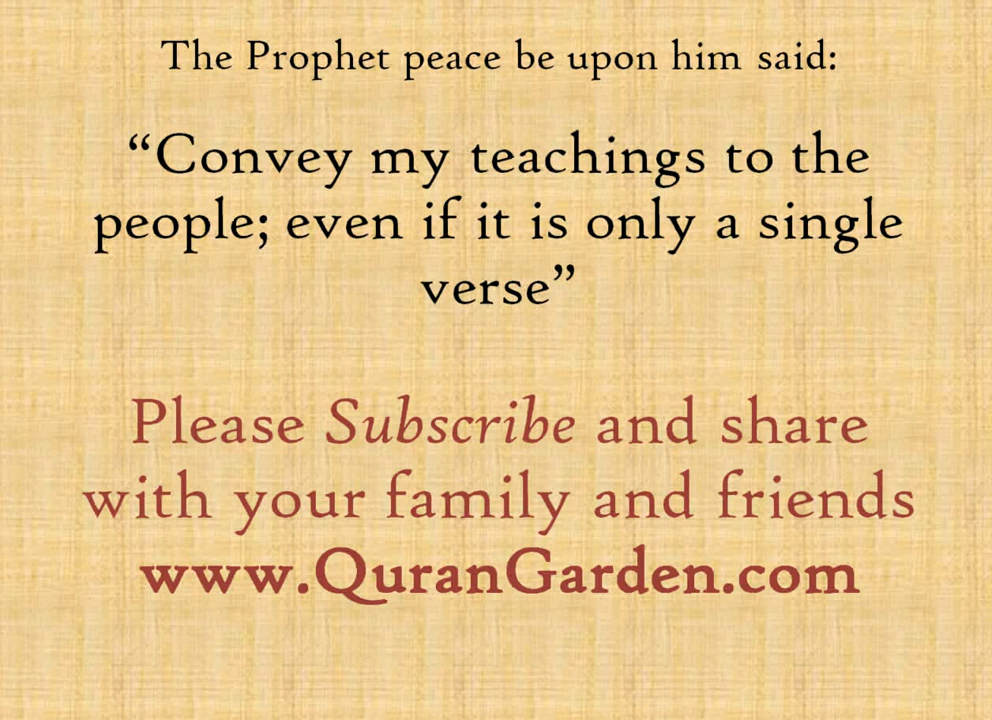 The Prophet peace be upon him said:
“Convey my teachings to the
people; even if it is only a single
verse”
Please Subscribe and share
with your family and friends
www.QuranGarden.com